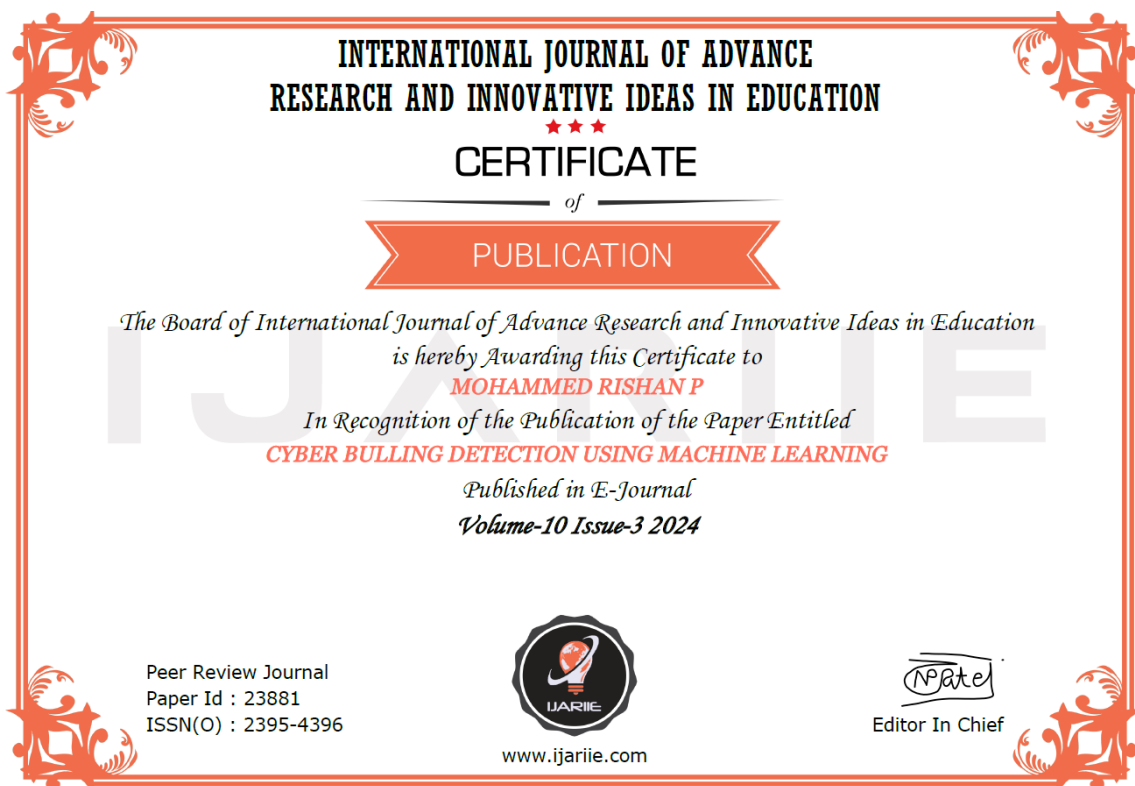 INTERNATIONAL JOURNAL OF ADVANCE
RESEARCH AND INNOVATIVE IDEAS IN EDUCATION
CERTIFICATE
of
PUBLICATION
IJARIIE
The Board of International Journal of Advance Research and Innovative Ideas in Education
is hereby Awarding this Certificate to
MOHAMMED RISHAN P
In Recognition of the Publication of the Paper Entitled
CYBER BULLING DETECTION USING MACHINE LEARNING
Published in E-Journal
Volume-10 Issue-3 2024
Peer Review Journal
Paper Id : 23881
ISSN(O) : 2395-4396
IJARIIE
www.ijariie.com
Editor In Chief